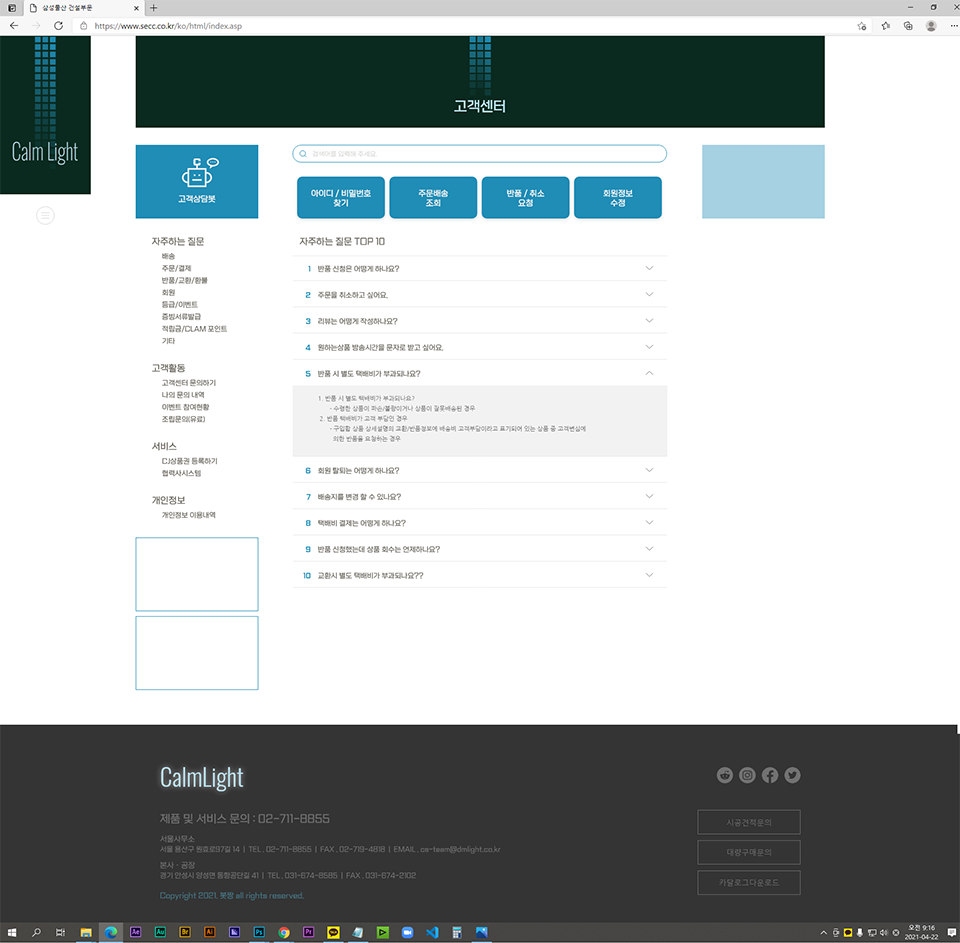 삼성물산 건설부문
https://www.secc.co.kr/ko/html/index.asp
Calm Light
고객센터
고객상담봇
검색어를 입력해 주세요.
아이디 / 비밀번호
찾기
주문배송
조회
반품 / 취소
요청
회원정보
수정
자주하는 질문
배송
주문/결제
반품/교환/환불
회원
등급/이벤트
증빙서류발급
적립금/CLAM 포인트
기타
고객활동
고객센터 문의하기
나의 문의 내역
이벤트 참여현황
조립문의(유료)
서비스
CJ상품권 등록하기
협력사시스템
개인정보
개인정보 이용내역
자주하는 질문 TOP 10
1 반품 신청은 어떻게 하나요?
2 주문을 취소하고 싶어요.
3 리뷰는 어떻게 작성하나요?
4 원하는상품 방송시간을 문자로 받고 싶어요.
5 반품 시 별도 택배비가 부과되나요?
1. 반품 시 별도 택배비가 부과되나요?
- 수령한 상품이 파손/불량이거나 상품이 잘못배송된 경우
2. 반품 택배비가 고객 부담인 경우
- 구입할 상품 상세설명의 교환/반품정보에 배송비 고객부담이라고 표기되어 있는 상품 중 고객변심에
의한 반품을 요청하는 경우
6 회원 탈퇴는 어떻게 하나요?
7 배송지를 변경 할 수 있나요?
8 택배비 결제는 어떻게 하나요?
9 반품 신청했는데 상품 회수는 언제하나요?
10 교환시 별도 택배비가 부과되나요??
CalmLight
제품 및 서비스 문의 : 02-711-8855
서울사무소
서울 용산구 원효로97길 14 | TEL . 02-711-8855 | FAX . 02-719-4818 | EMAIL . cs-team@dmlight.co.kr
본사 · 공장
경기 안성시 양성면 동항공단길 41 | TEL . 031-674-8585 | FAX . 031-674-2102
Copyright 2021. 봇짱 all rights reserved.
시공견적문의
대량구매문의
카달로그다운로드
오전 9:16
2021-04-22